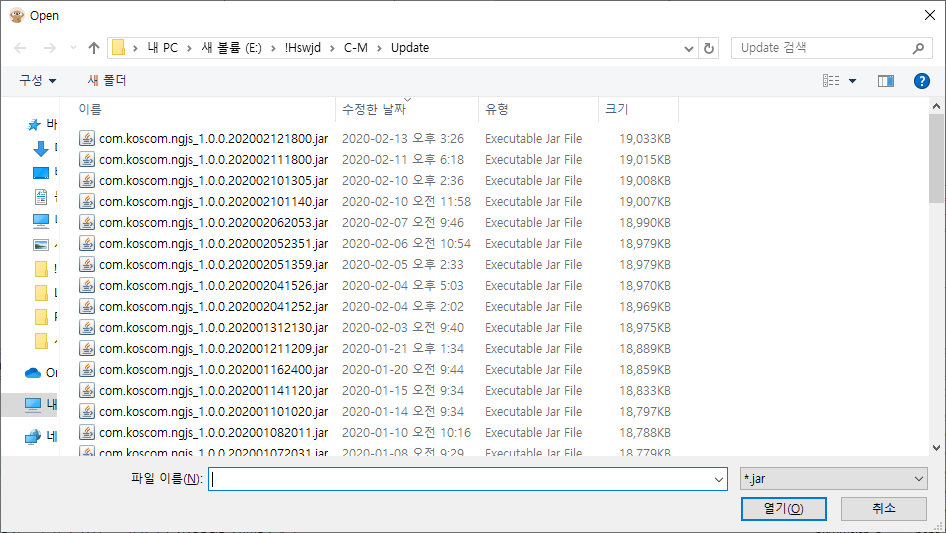 Open
내 PC > 새 볼륨 (E:) > !Hswjd > C-M > Update
Update 검색
구성
새 폴더
이름 수정한 날짜 유형 크기
com.koscom.ngjs_1.0.0.202002121800.jar 2020-02-13 오후 3:26 Executable Jar File 19,033KB
com.koscom.ngjs_1.0.0.202002111800.jar 2020-02-11 오후 6:18 Executable Jar File 19,015KB
com.koscom.ngjs_1.0.0.202002101305.jar 2020-02-10 오후 2:36 Executable Jar File 19,008KB
com.koscom.ngjs_1.0.0.202002101140.jar 2020-02-10 오전 11:58 Executable Jar File 19,007KB
com.koscom.ngjs_1.0.0.202002062053.jar 2020-02-07 오전 9:46 Executable Jar File 18,990KB
com.koscom.ngjs_1.0.0.202002052351.jar 2020-02-06 오전 10:54 Executable Jar File 18,979KB
com.koscom.ngjs_1.0.0.202002051359.jar 2020-02-05 오후 2:33 Executable Jar File 18,979KB
com.koscom.ngjs_1.0.0.202002041526.jar 2020-02-04 오후 5:03 Executable Jar File 18,970KB
com.koscom.ngjs_1.0.0.202002041252.jar 2020-02-04 오후 2:02 Executable Jar File 18,969KB
com.koscom.ngjs_1.0.0.202001312130.jar 2020-02-03 오전 9:40 Executable Jar File 18,975KB
com.koscom.ngjs_1.0.0.202001211209.jar 2020-01-21 오후 1:34 Executable Jar File 18,889KB
com.koscom.ngjs_1.0.0.202001162400.jar 2020-01-20 오전 9:44 Executable Jar File 18,859KB
com.koscom.ngjs_1.0.0.202001141120.jar 2020-01-15 오전 9:34 Executable Jar File 18,833KB
com.koscom.ngjs_1.0.0.202001101020.jar 2020-01-14 오전 9:34 Executable Jar File 18,797KB
com.koscom.ngjs_1.0.0.202001082011.jar 2020-01-10 오전 10:16 Executable Jar File 18,788KB
com.koscom.ngjs_1.0.0.202001072031.jar 2020-01-08 오전 9:29 Executable Jar File 18,779KB
내
네
파일 이름(N):
*.jar
열기(O)
취소